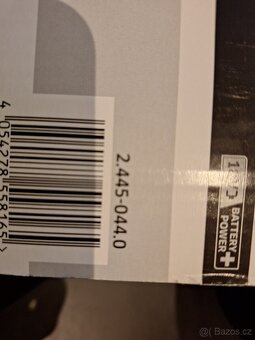 4 054278 558165 >
2.445-044.0
BATTERY
POWER +
Bazos.cz